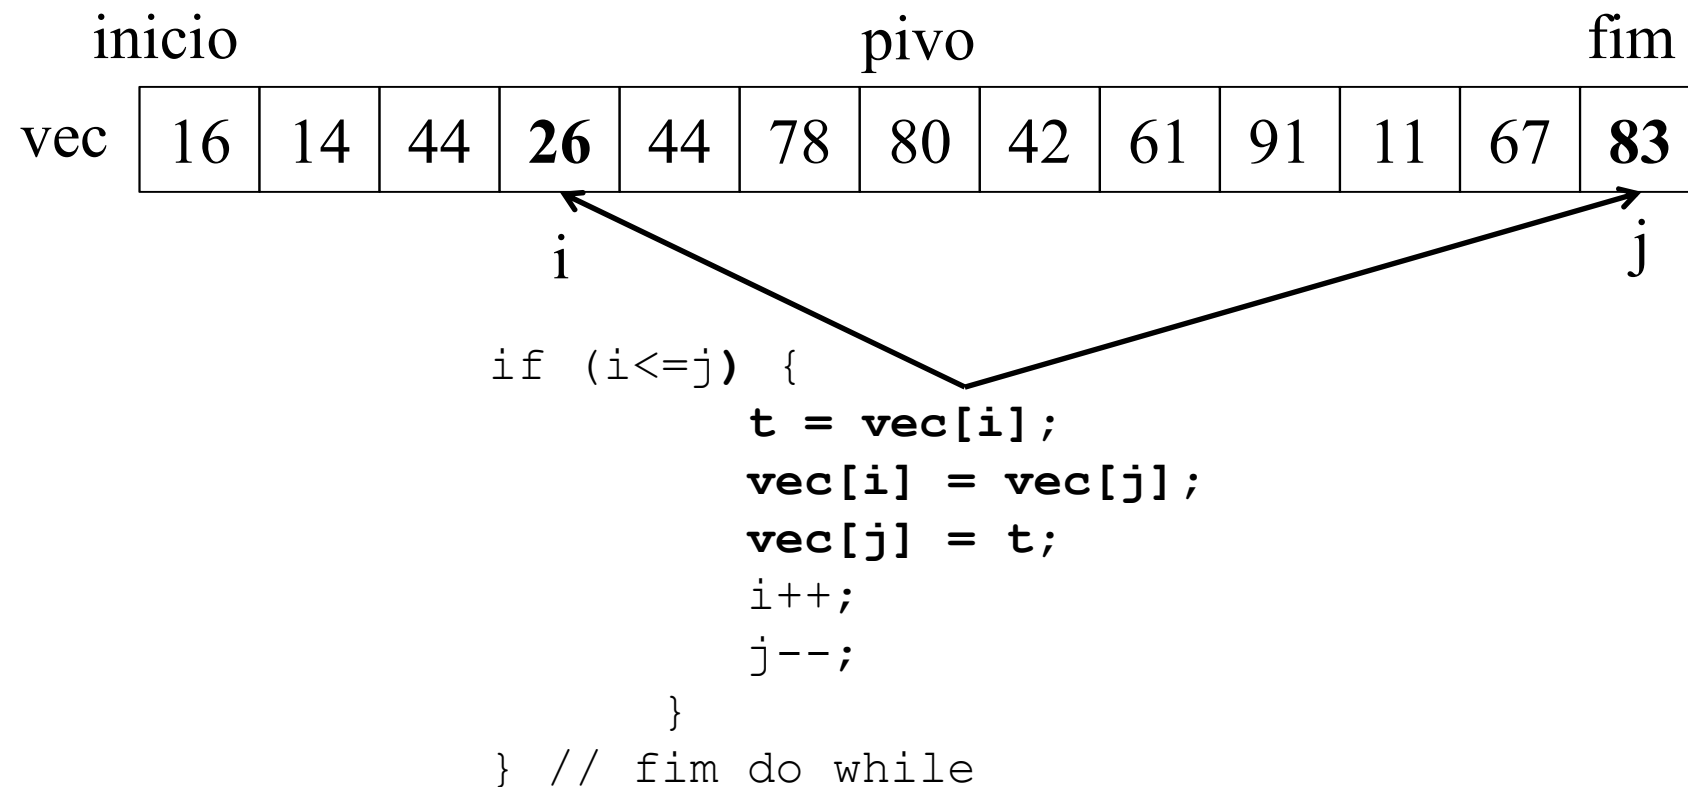 inicio pivo fim
vec 16 14 44 26 44 78 80 42 61 91 11 67 83
i j
if (i<=j) {
t = vec[i];
vec[i] = vec[j];
vec[j] = t;
i++;
j--;
}
} // fim do while